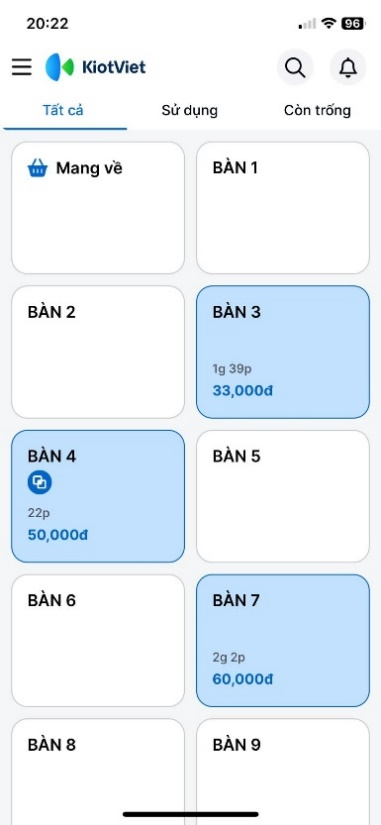 20:22
96
KiotViet
Tất cả
Sử dụng
Còn trống
Mang về
BÀN 1
BÀN 2
BÀN 3
1g 39p
33,000đ
BÀN 4
22p
50,000đ
BÀN 5
BÀN 6
BÀN 7
2g 2p
60,000đ
BÀN 8
BÀN 9